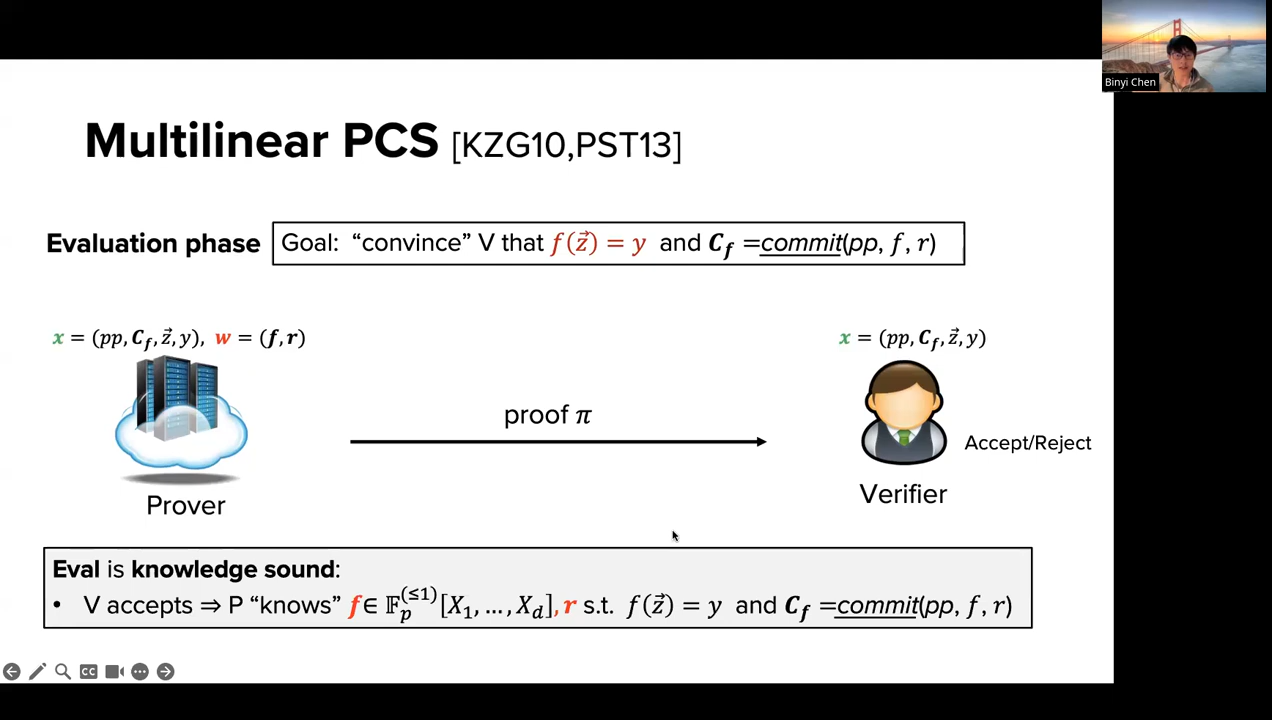 Binyi Chen
Multilinear PCS [KZG10,PST13]
Evaluation phase
Goal: “convince” V that f(z⃗) = y and C_f =commit(pp, f, r)
x = (pp, C_f, z⃗, y), w = (f, r)
x = (pp, C_f, z⃗, y)
proof π
Accept/Reject
Prover
Verifier
Eval is knowledge sound:
• V accepts ⇒ P “knows” f∈ 𝔽_p^(≤1)[X_1, …, X_d], r s.t. f(z⃗) = y and C_f =commit(pp, f, r)
CC